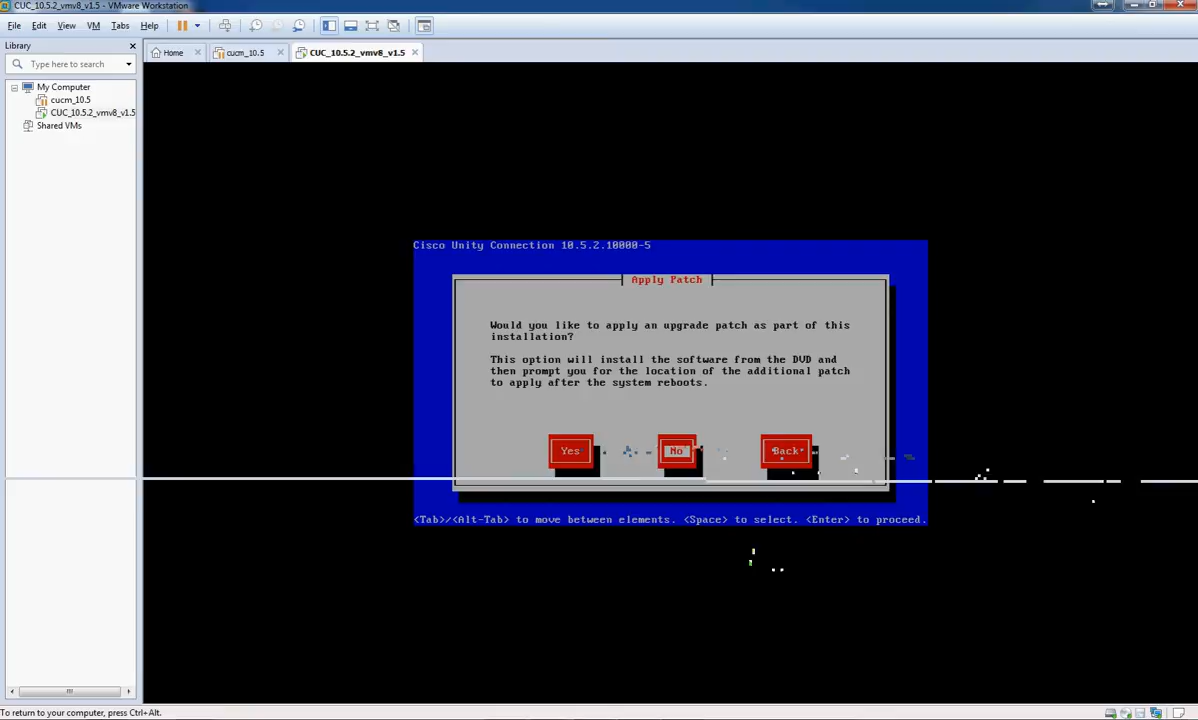 CUC_10.5.2_vmv8_v1.5 - VMware Workstation
File Edit View VM Tabs Help
Library
Type here to search
My Computer
cucm_10.5
CUC_10.5.2_vmv8_v1.5
Shared VMs
Home cucm_10.5 CUC_10.5.2_vmv8_v1.5
Cisco Unity Connection 10.5.2.10000-5
Apply Patch
Would you like to apply an upgrade patch as part of this
installation?
This option will install the software from the DVD and
then prompt you for the location of the additional patch
to apply after the system reboots.
Yes No Back
<Tab>/<Alt-Tab> to move between elements. <Space> to select. <Enter> to proceed.
To return to your computer, press Ctrl+Alt.